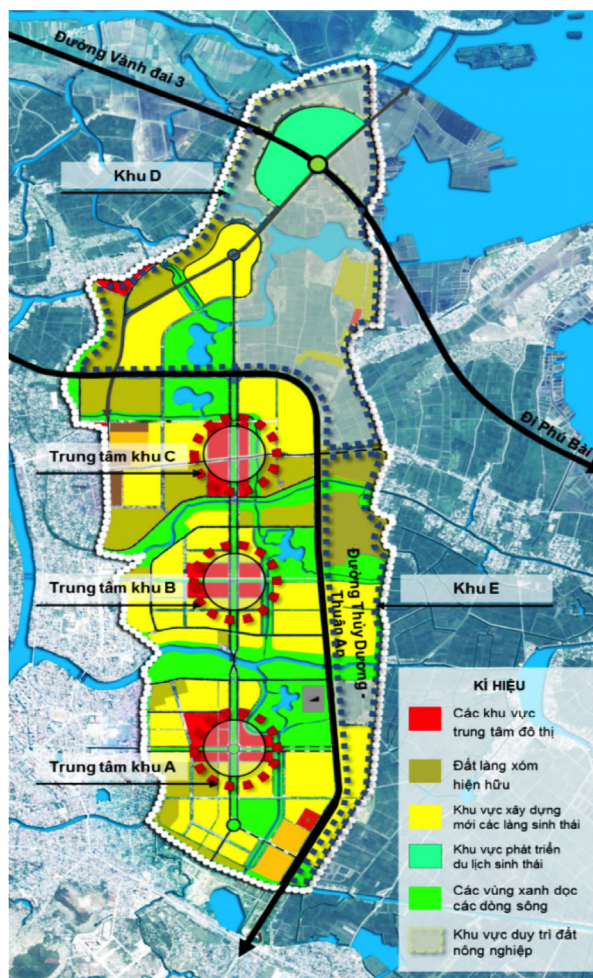 Đường Vành đai 3
Khu D
Đi Phú Bài
Trung tâm khu C
Trung tâm khu B
Đường Thủy Dương -
Thuận An
Khu E
Trung tâm khu A
KÍ HIỆU
Các khu vực
trung tâm đô thị
Đất làng xóm
hiện hữu
Khu vực xây dựng
mới các làng sinh thái
Khu vực phát triển
du lịch sinh thái
Các vùng xanh dọc
các dòng sông
Khu vực duy trì đất
nông nghiệp